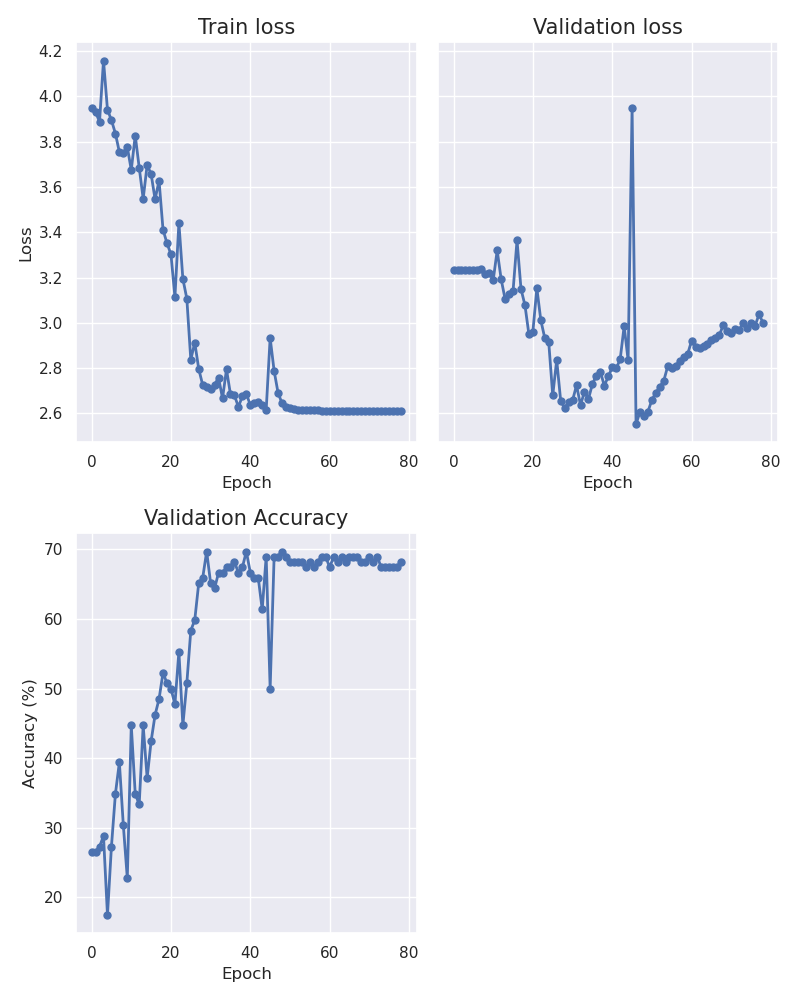 Train loss
Validation loss
4.2
4.0
3.8
3.6
3.4
3.2
3.0
2.8
2.6
Loss
0 20 40 60 80
0 20 40 60 80
Epoch
Epoch
Validation Accuracy
70
60
50
40
30
20
Accuracy (%)
0 20 40 60 80
Epoch